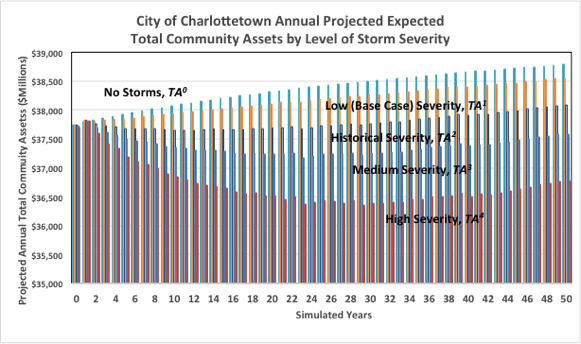 City of Charlottetown Annual Projected Expected
Total Community Assets by Level of Storm Severity
Projected Annual Total Commuity Assets ($Millions)
$39,000
$38,500
$38,000
$37,500
$37,000
$36,500
$36,000
$35,500
$35,000
No Storms, TA⁰
Low (Base Case) Severity, TA¹
Historical Severity, TA²
Medium Severity, TA³
High Severity, TA⁴
0 2 4 6 8 10 12 14 16 18 20 22 24 26 28 30 32 34 36 38 40 42 44 46 48 50
Simulated Years